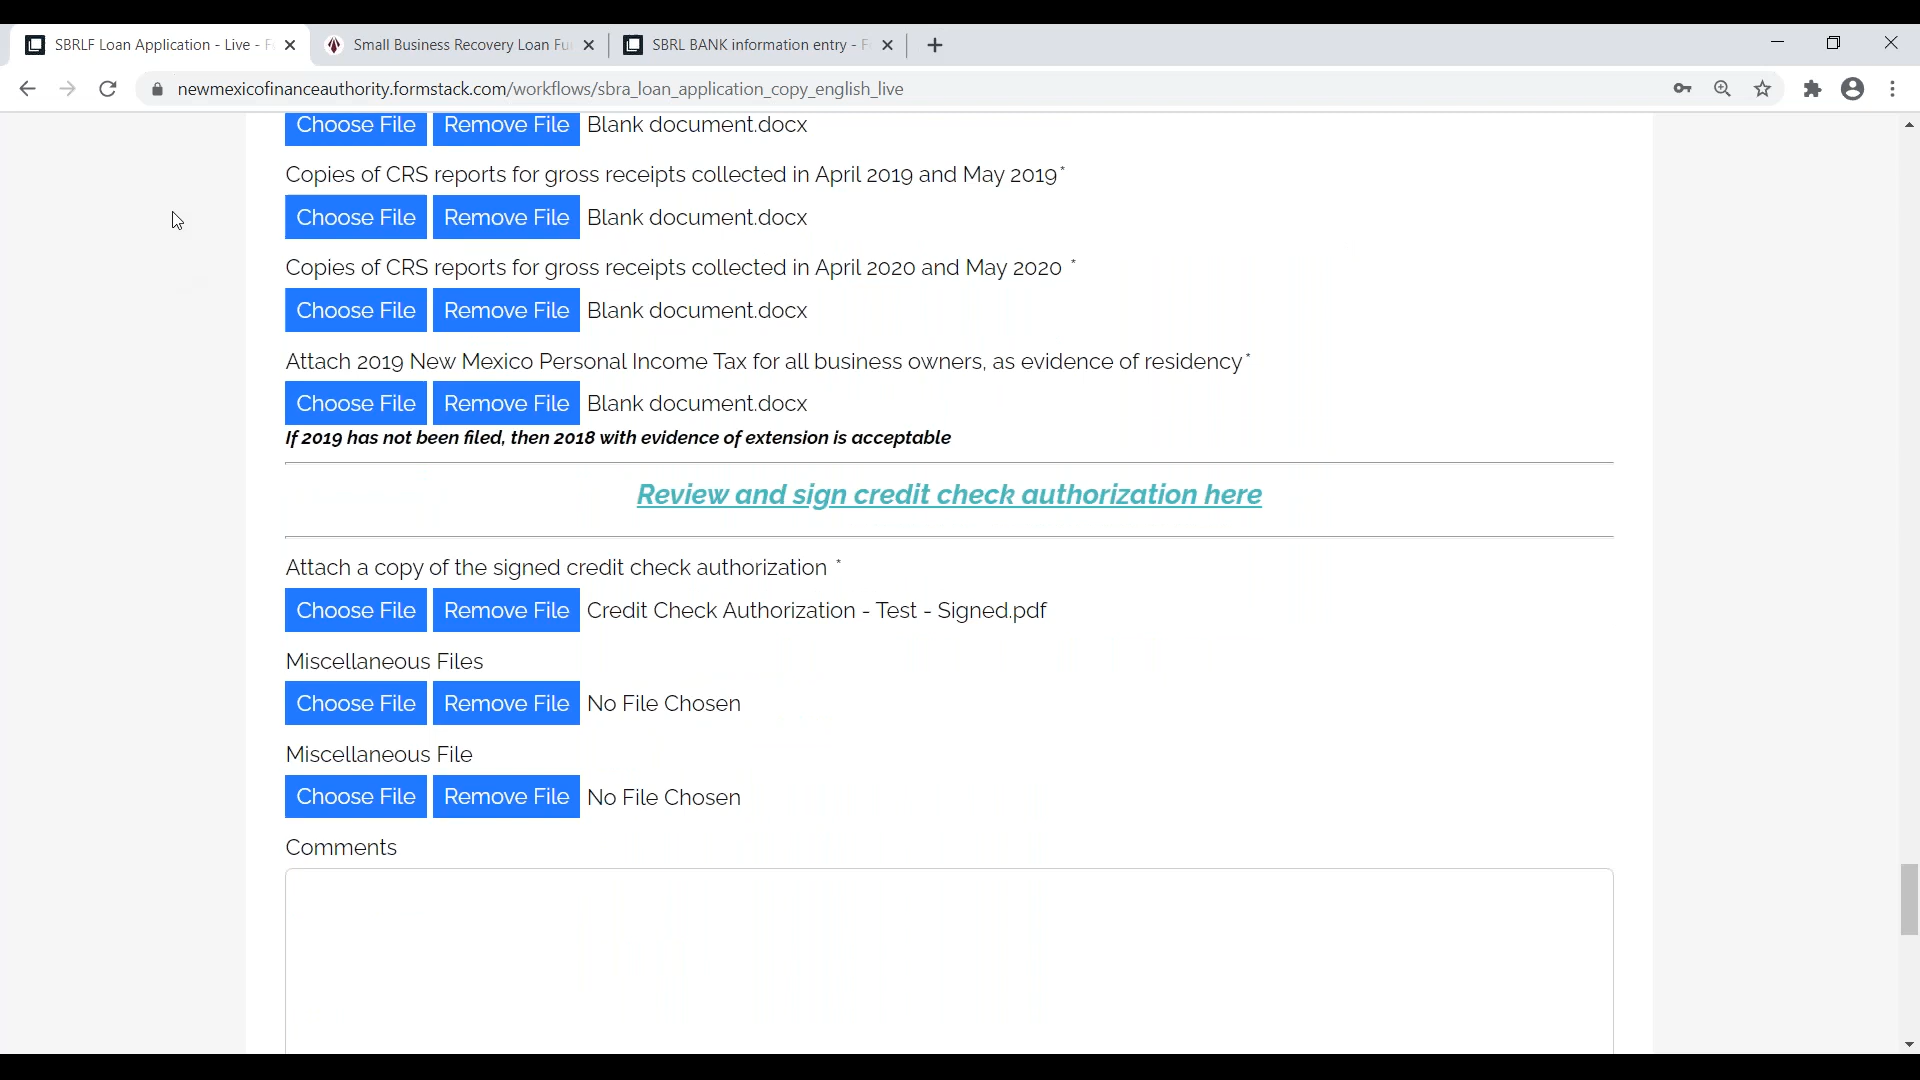 SBRLF Loan Application - Live - F
Small Business Recovery Loan Fu
SBRL BANK information entry - F
newmexicofinanceauthority.formstack.com/workflows/sbra_loan_application_copy_english_live
Choose File Remove File Blank document.docx
Copies of CRS reports for gross receipts collected in April 2019 and May 2019*
Choose File Remove File Blank document.docx
Copies of CRS reports for gross receipts collected in April 2020 and May 2020 *
Choose File Remove File Blank document.docx
Attach 2019 New Mexico Personal Income Tax for all business owners, as evidence of residency*
Choose File Remove File Blank document.docx
If 2019 has not been filed, then 2018 with evidence of extension is acceptable
Review and sign credit check authorization here
Attach a copy of the signed credit check authorization *
Choose File Remove File Credit Check Authorization - Test - Signed.pdf
Miscellaneous Files
Choose File Remove File No File Chosen
Miscellaneous File
Choose File Remove File No File Chosen
Comments